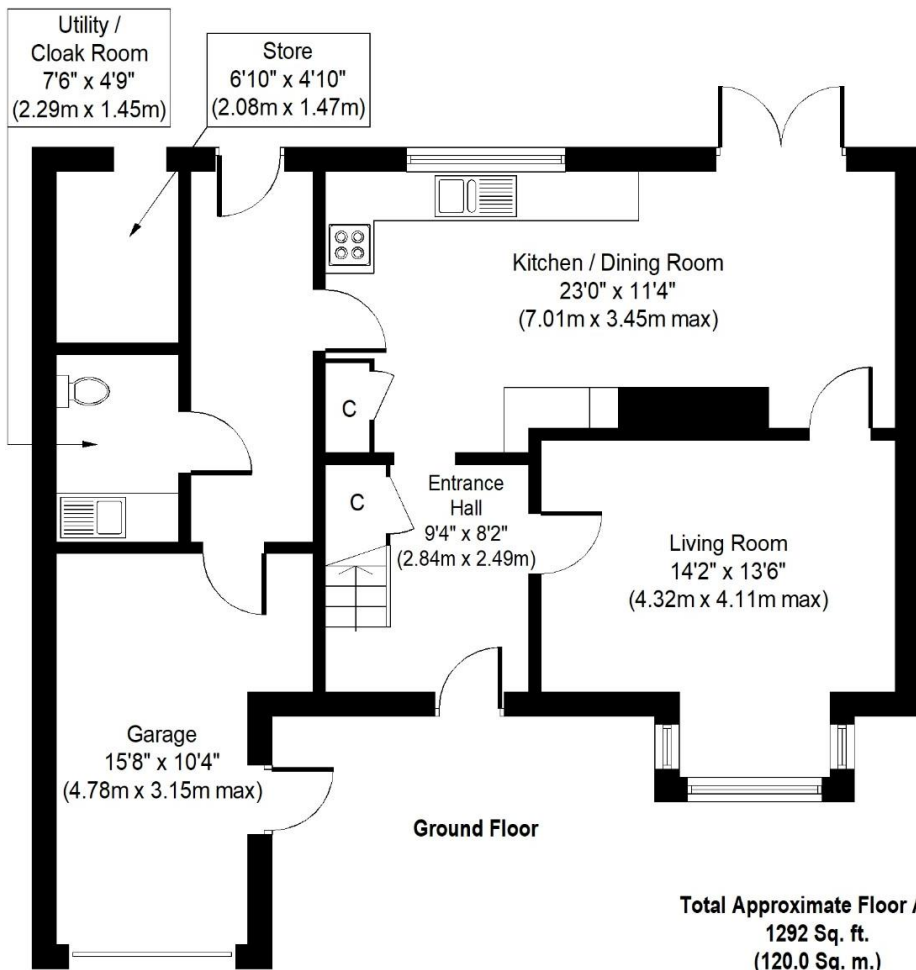 Utility /
Cloak Room
7'6" x 4'9"
(2.29m x 1.45m)
Store
6'10" x 4'10"
(2.08m x 1.47m)
Kitchen / Dining Room
23'0" x 11'4"
(7.01m x 3.45m max)
C
C
Entrance
Hall
9'4" x 8'2"
(2.84m x 2.49m)
Living Room
14'2" x 13'6"
(4.32m x 4.11m max)
Garage
15'8" x 10'4"
(4.78m x 3.15m max)
Ground Floor
Total Approximate Floor
1292 Sq. ft.
(120.0 Sq. m.)